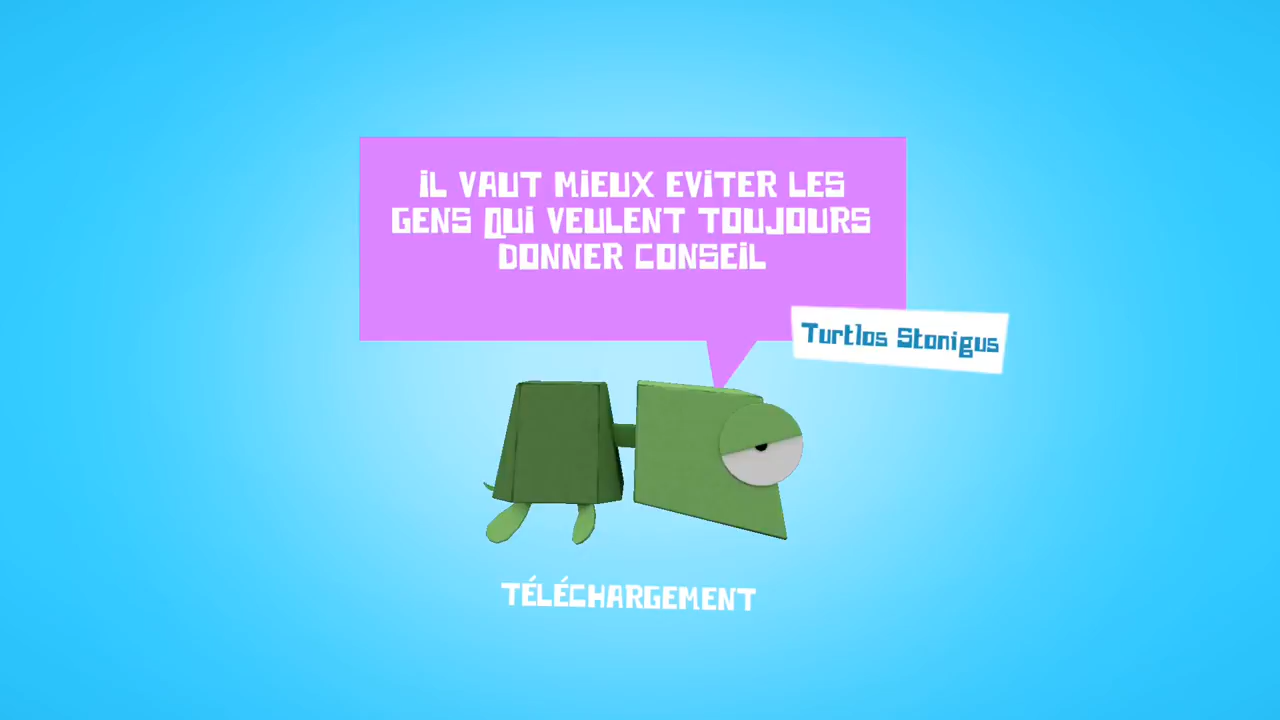 IL VAUT MIEUX EVITER LES
GENS QUI VEULENT TOUJOURS
DONNER CONSEIL
Turtlos Stonigus
TÉLÉCHARGEMENT